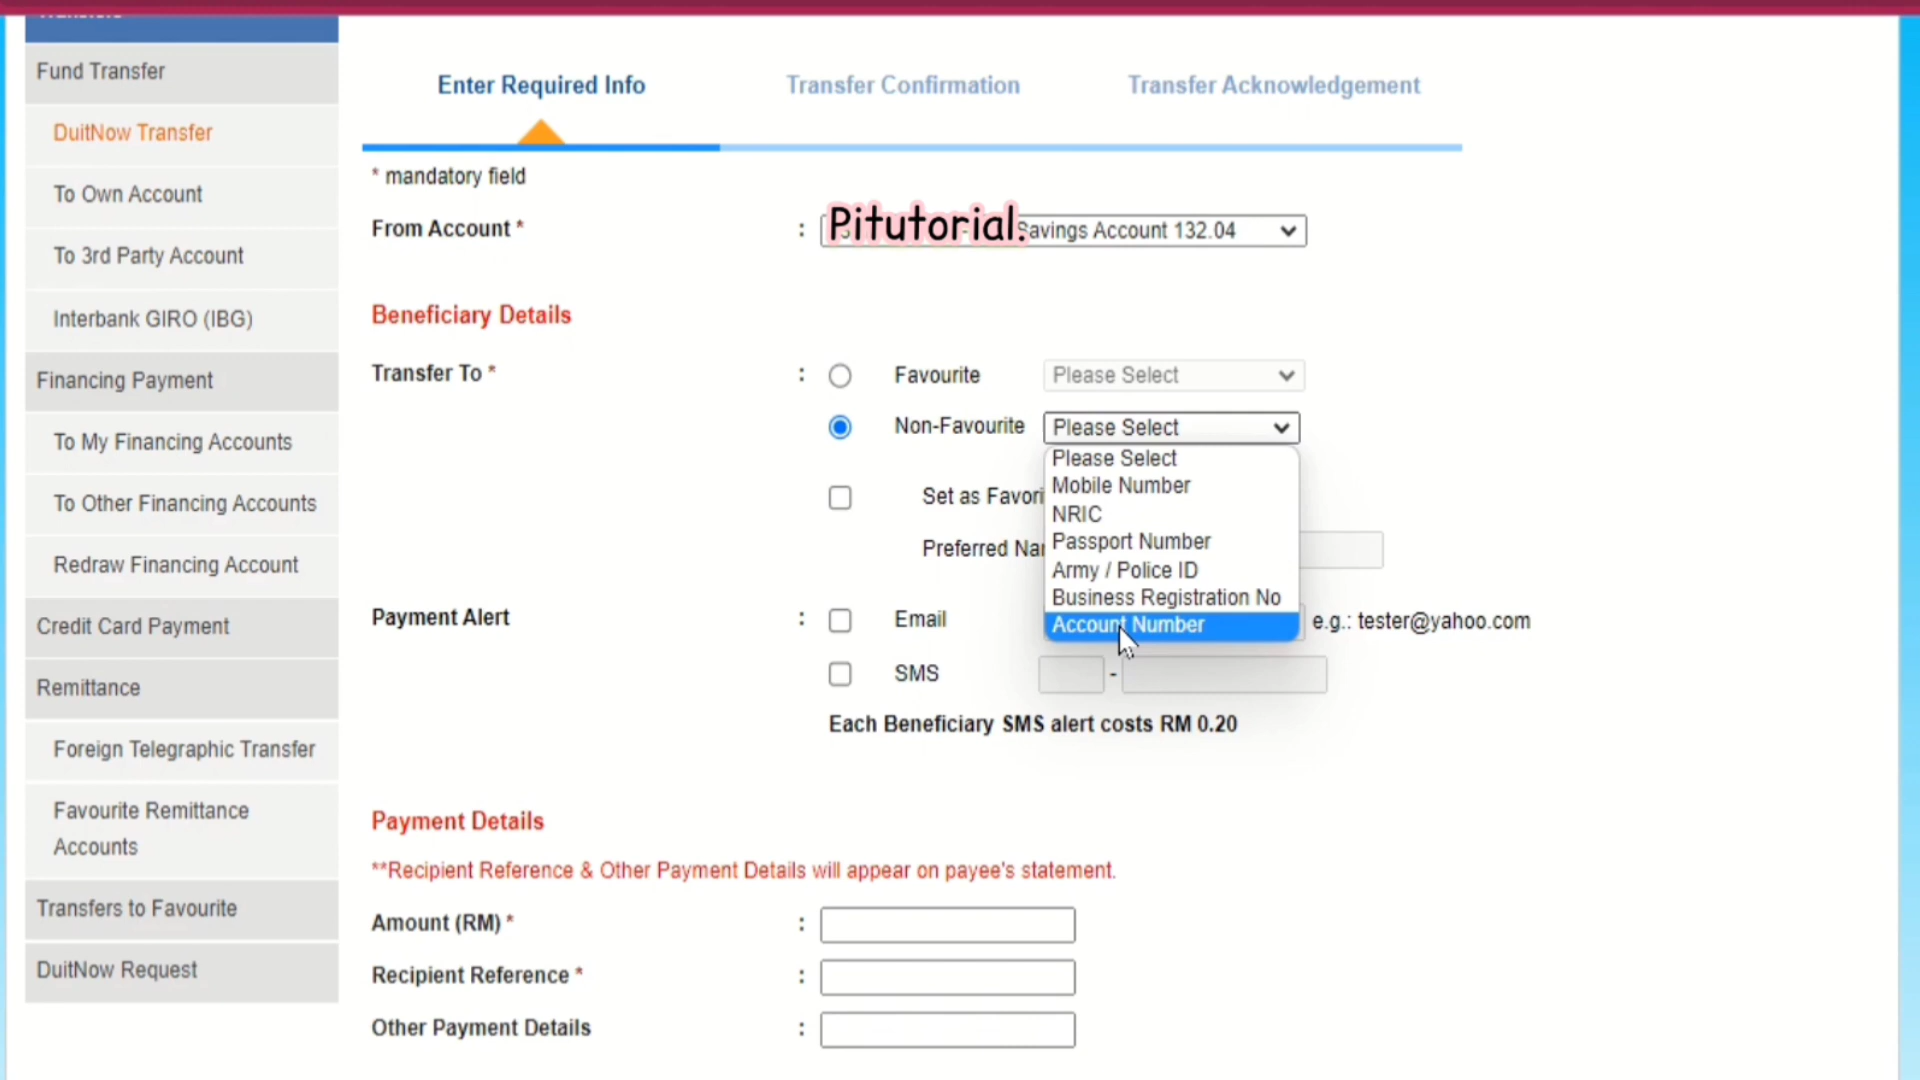 Fund Transfer
DuitNow Transfer
To Own Account
To 3rd Party Account
Interbank GIRO (IBG)
Financing Payment
To My Financing Accounts
To Other Financing Accounts
Redraw Financing Account
Credit Card Payment
Remittance
Foreign Telegraphic Transfer
Favourite Remittance
Accounts
Transfers to Favourite
DuitNow Request
Enter Required Info
Transfer Confirmation
Transfer Acknowledgement
* mandatory field
From Account * :
Pitutorial.
Savings Account 132.04
Beneficiary Details
Transfer To * :
Favourite Please Select
Non-Favourite Please Select
Please Select
Mobile Number
NRIC
Passport Number
Army / Police ID
Business Registration No
Account Number
Set as Favori
Preferred Na
Payment Alert : Email e.g.: tester@yahoo.com
SMS -
Each Beneficiary SMS alert costs RM 0.20
Payment Details
**Recipient Reference & Other Payment Details will appear on payee's statement.
Amount (RM) * :
Recipient Reference * :
Other Payment Details :